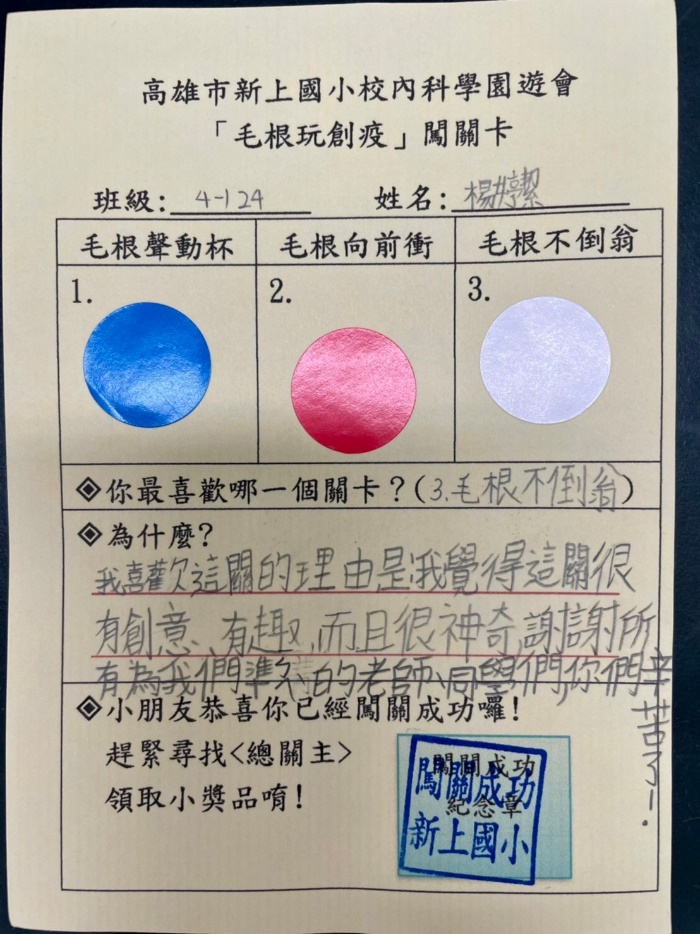 高雄市新上國小校內科學園遊會
「毛根玩創疫」闖關卡
班級: 4-1 24 姓名: 楊婷潔
毛根聲動杯 毛根向前衝 毛根不倒翁
1. 2. 3.
◈你最喜歡哪一個關卡?(3.毛根不倒翁)
◈為什麼?
我喜歡這關的理由是我覺得這關很
有創意、有趣,而且很神奇謝謝所
有為我們準備的老師、同學們,你們辛
苦了!
◈小朋友恭喜你已經闖關成功囉!
趕緊尋找<總關主>
領取小獎品唷!
闖關成功
紀念章
闖關成功
新上國小